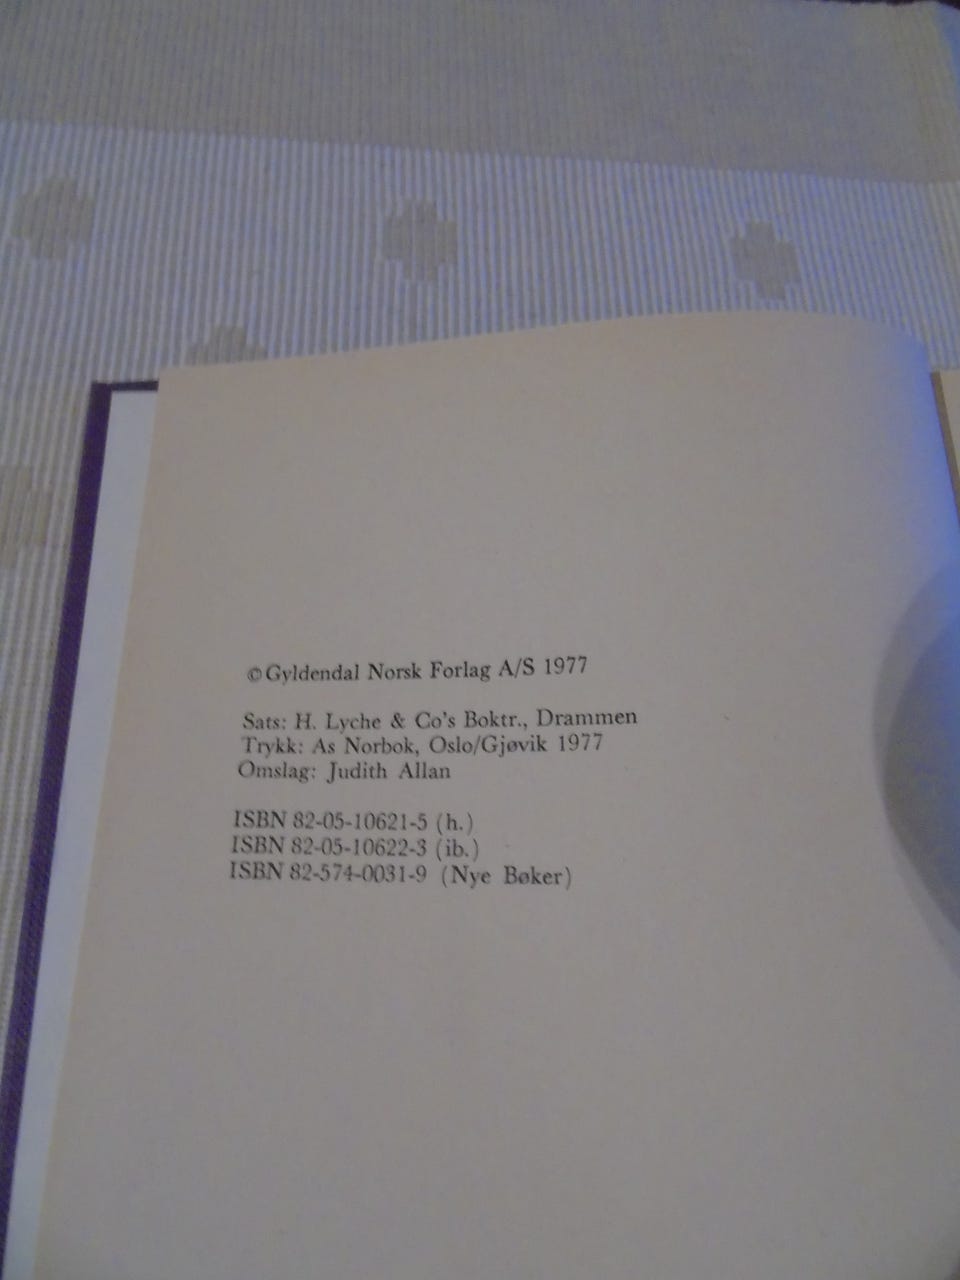 © Gyldendal Norsk Forlag A/S 1977
Sats: H. Lyche & Co's Boktr., Drammen
Trykk: As Norbok, Oslo/Gjøvik 1977
Omslag: Judith Allan
ISBN 82-05-10621-5 (h.)
ISBN 82-05-10622-3 (ib.)
ISBN 82-574-0031-9 (Nye Bøker)